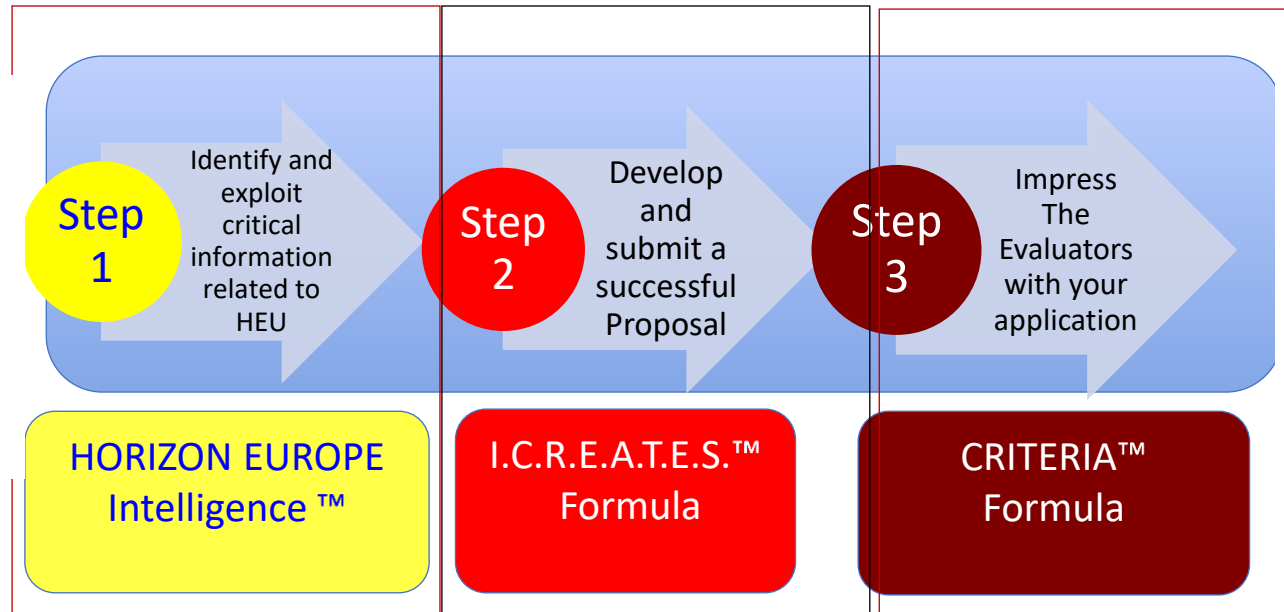 Step
1
Identify and
exploit
critical
information
related to
HEU
Step
2
Develop
and
submit a
successful
Proposal
Step
3
Impress
The
Evaluators
with your
application
HORIZON EUROPE
Intelligence ™
I.C.R.E.A.T.E.S.™
Formula
CRITERIA™
Formula